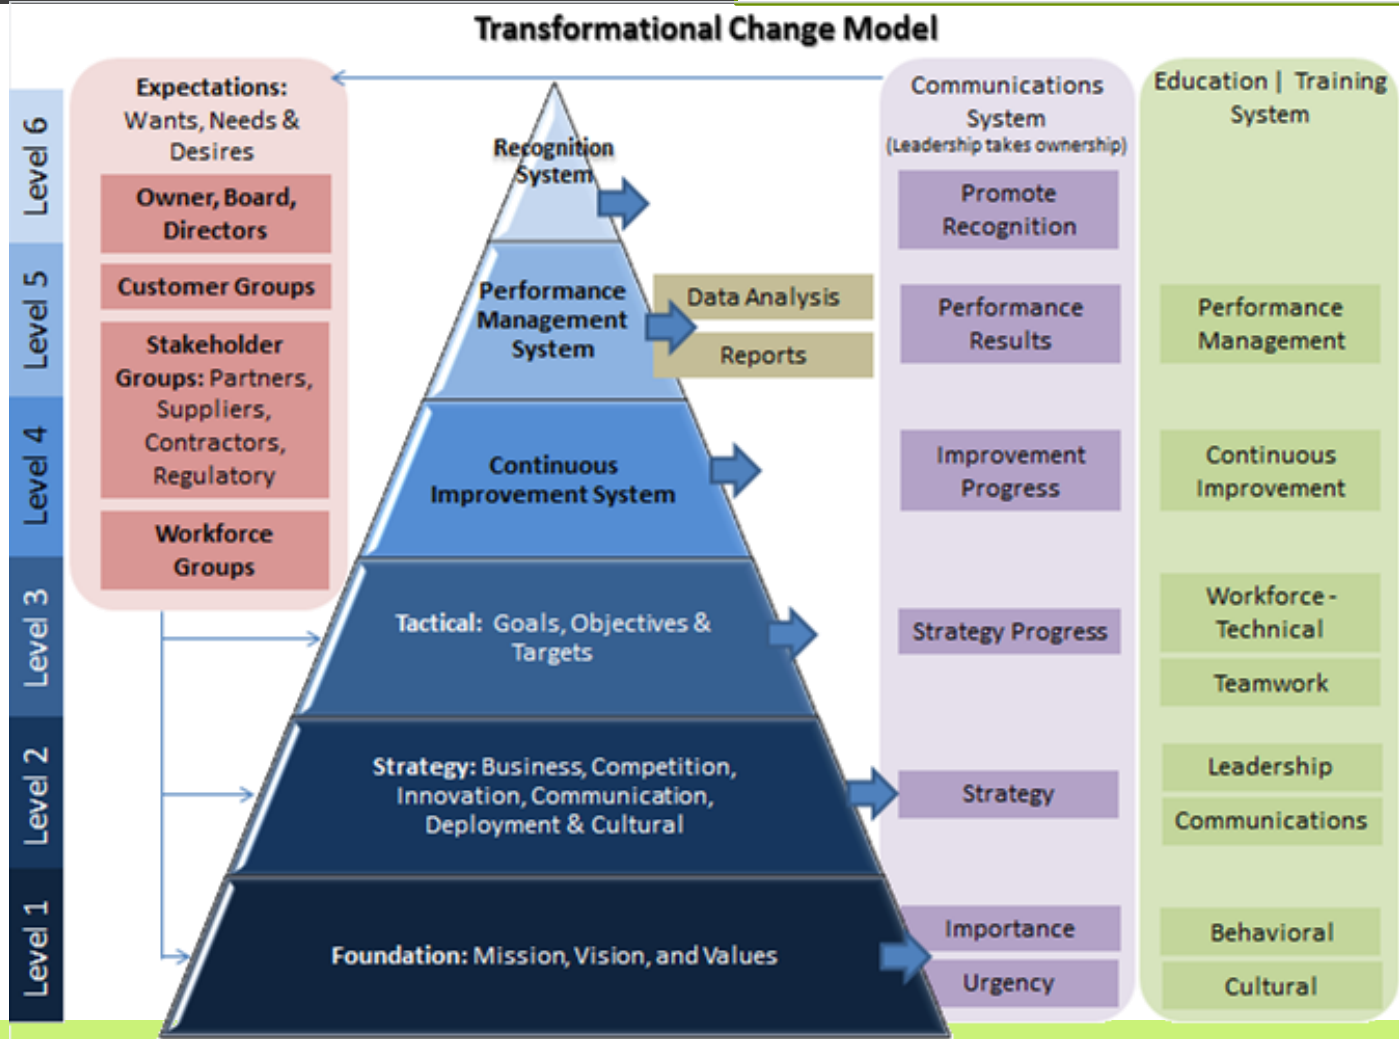 Transformational Change Model
Level 6
Level 5
Level 4
Level 3
Level 2
Level 1
Expectations:
Wants, Needs &
Desires
Owner, Board,
Directors
Customer Groups
Stakeholder
Groups: Partners,
Suppliers,
Contractors,
Regulatory
Workforce
Groups
Recognition
System
Performance
Management
System
Data Analysis
Reports
Continuous
Improvement System
Tactical: Goals, Objectives &
Targets
Strategy: Business, Competition,
Innovation, Communication,
Deployment & Cultural
Foundation: Mission, Vision, and Values
Communications
System
(Leadership takes ownership)
Promote
Recognition
Performance
Results
Improvement
Progress
Strategy Progress
Strategy
Importance
Urgency
Education | Training
System
Performance
Management
Continuous
Improvement
Workforce-
Technical
Teamwork
Leadership
Communications
Behavioral
Cultural